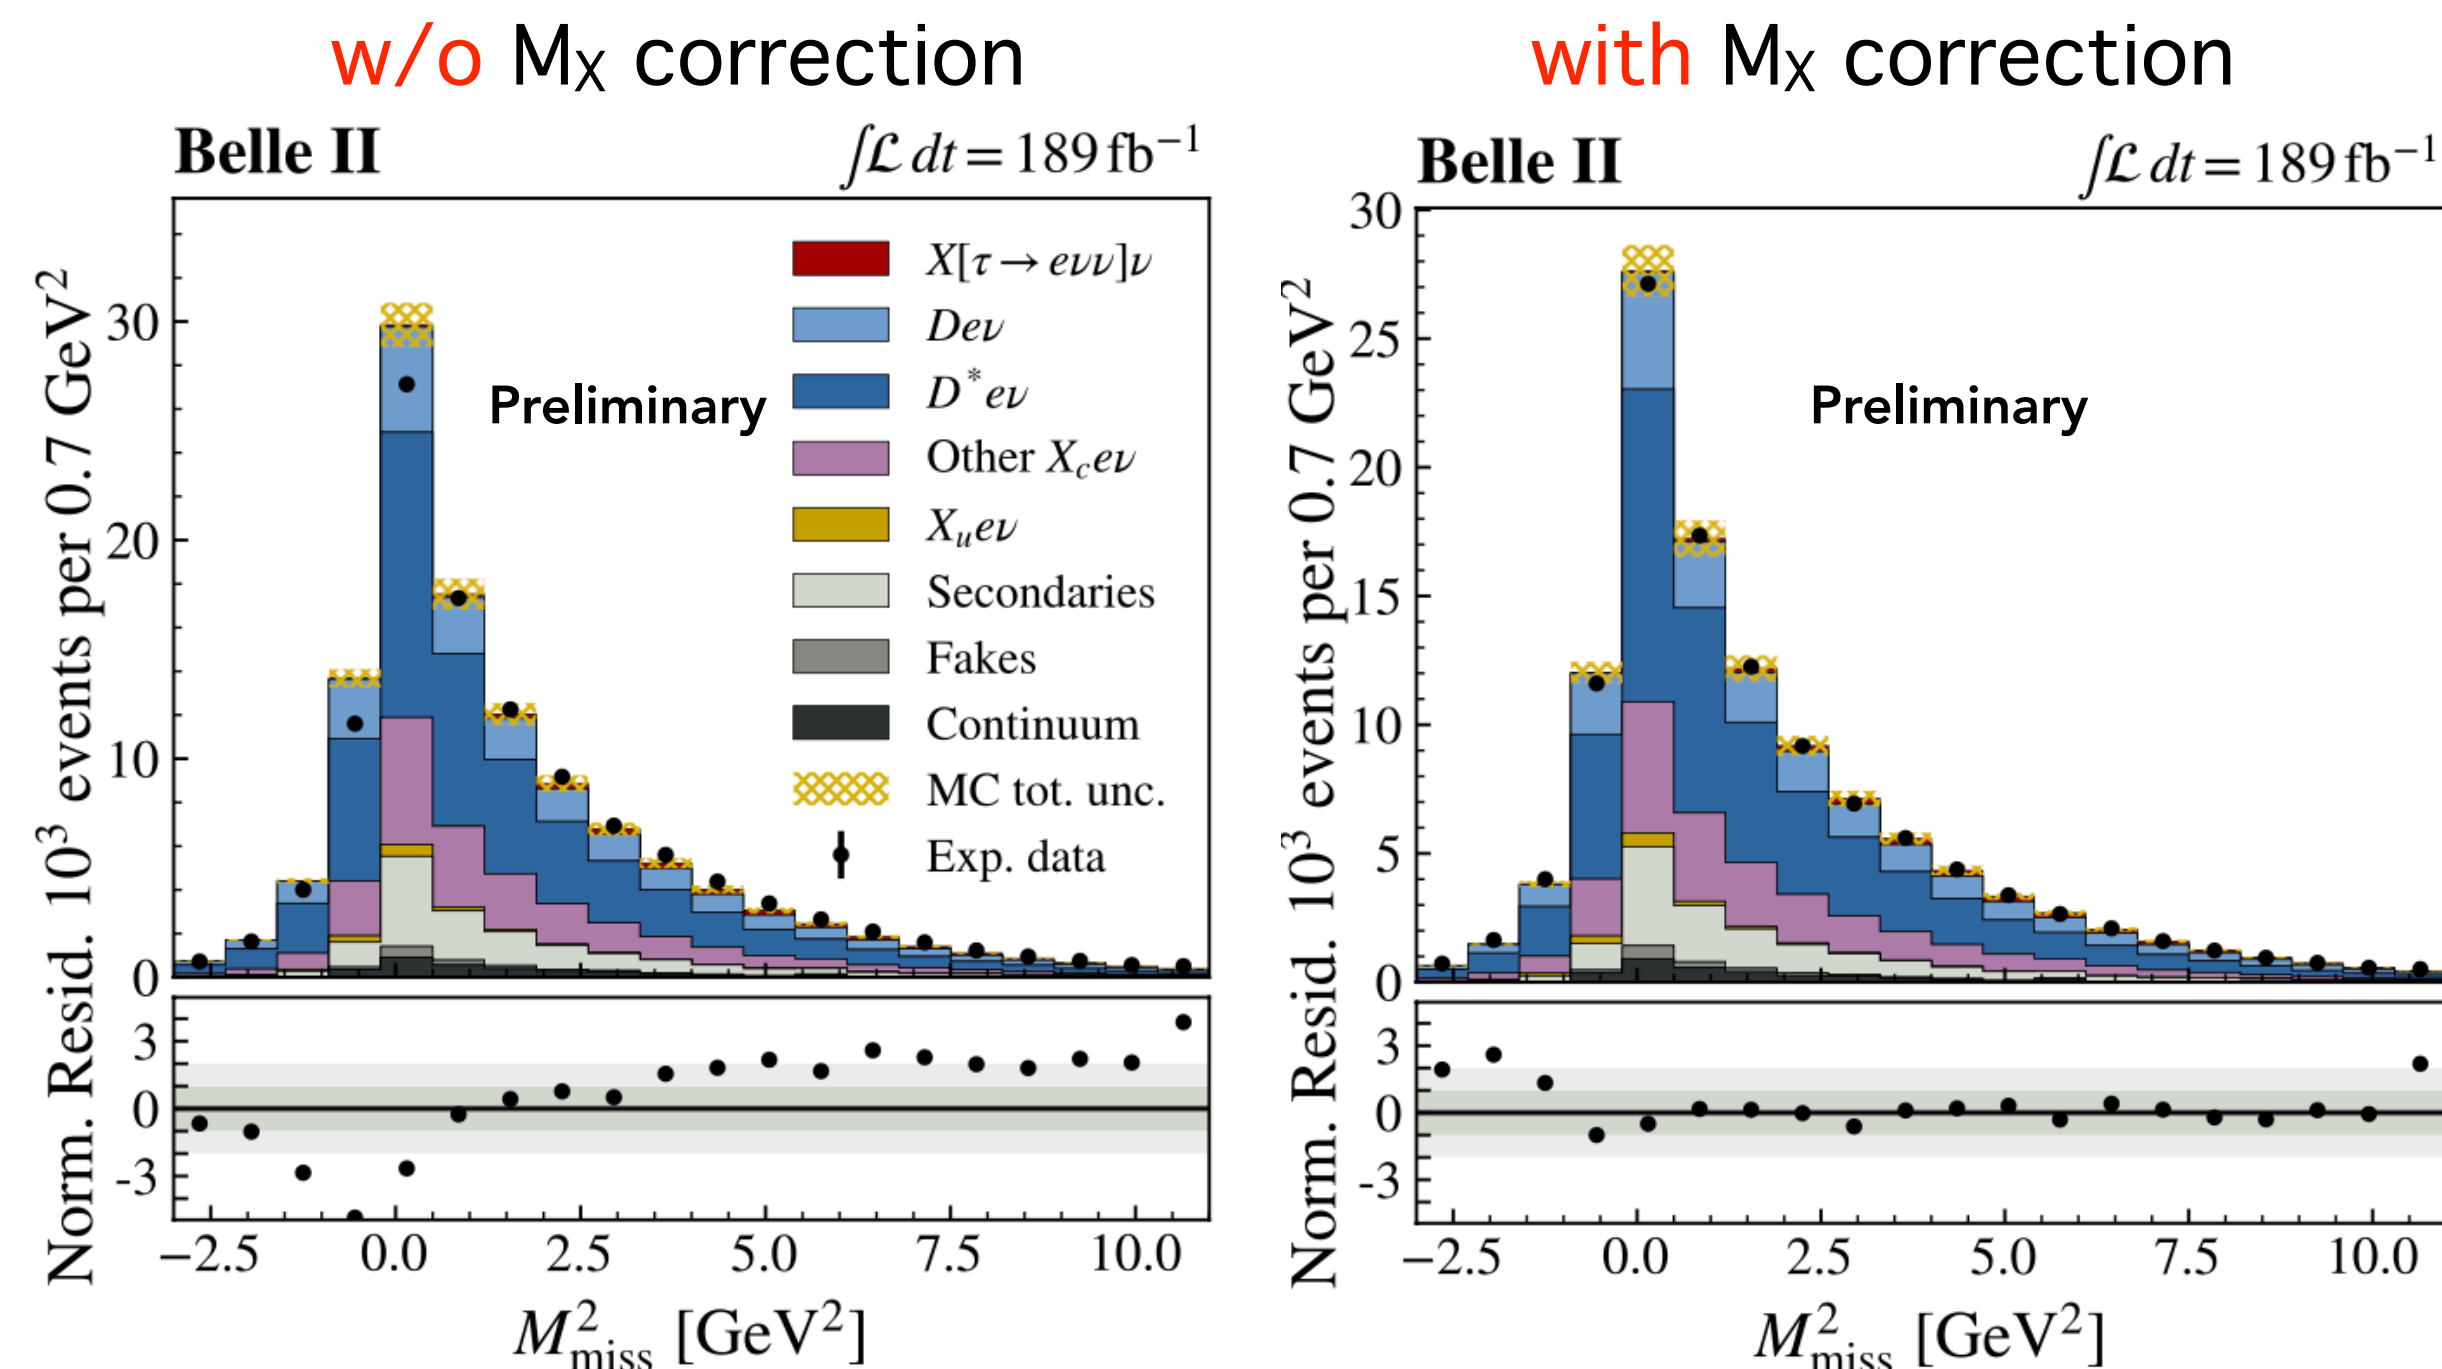 w/o MX correction
Belle II
∫ℒ dt = 189 fb⁻¹
10³ events per 0.7 GeV²
30
20
10
0
Preliminary
X[τ → eνν]ν
Deν
D*eν
Other X_c eν
X_u eν
Secondaries
Fakes
Continuum
MC tot. unc.
Exp. data
Norm. Resid.
3
0
-3
−2.5 0.0 2.5 5.0 7.5 10.0
M²miss [GeV²]
with MX correction
Belle II
∫ℒ dt = 189 fb⁻¹
10³ events per 0.7 GeV²
30
25
20
15
10
5
0
Preliminary
Norm. Resid.
3
0
-3
−2.5 0.0 2.5 5.0 7.5 10.0
M²miss [GeV²]